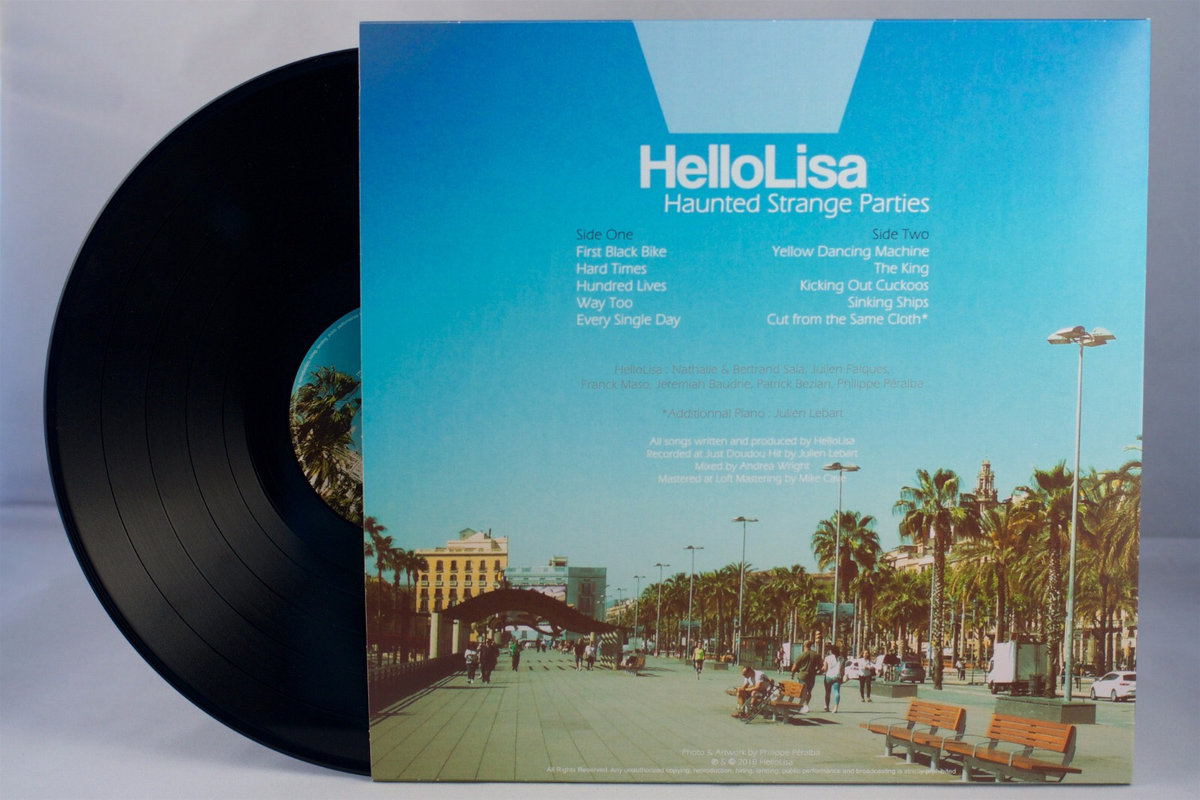 HelloLisa
Haunted Strange Parties
Side One
First Black Bike
Hard Times
Hundred Lives
Way Too
Every Single Day
Side Two
Yellow Dancing Machine
The King
Kicking Out Cuckoos
Sinking Ships
Cut from the Same Cloth*
HelloLisa : Nathalie & Bertrand Saia, Julien Falques,
Franck Maso, Jeremian Baudrie, Patrick Bezian, Philippe Péralba
*Additionnal Piano : Julien Lebart
All songs written and produced by HelloLisa
Recorded at Just Doudou Hit by Julien Lebart
Mixed by Andrea Wright
Mastered at Loft Mastering by Mike Cave
Photo & Artwork by Philippe Péralba
℗ & © 2018 HelloLisa
All Rights Reserved. Any unauthorized copying, reproduction, hiring, renting, public performance and broadcasting is strictly prohibited.